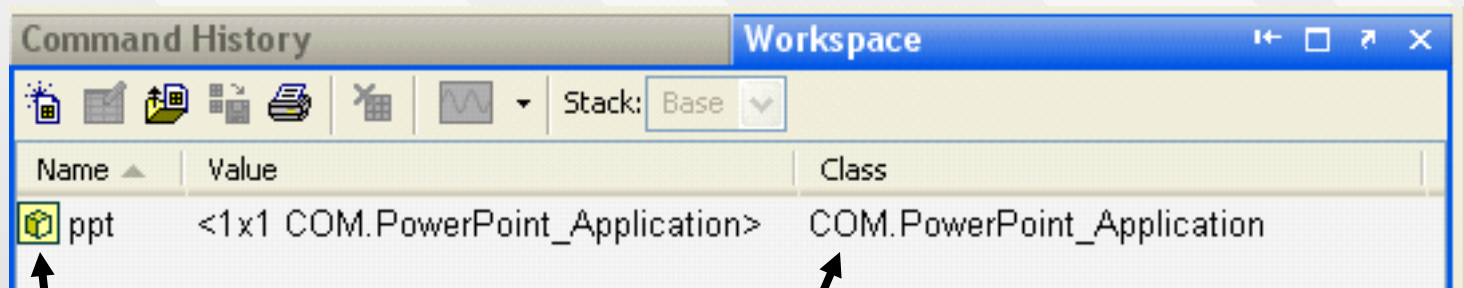 Command History Workspace
Stack: Base
Name Value Class
ppt <1x1 COM.PowerPoint_Application> COM.PowerPoint_Application